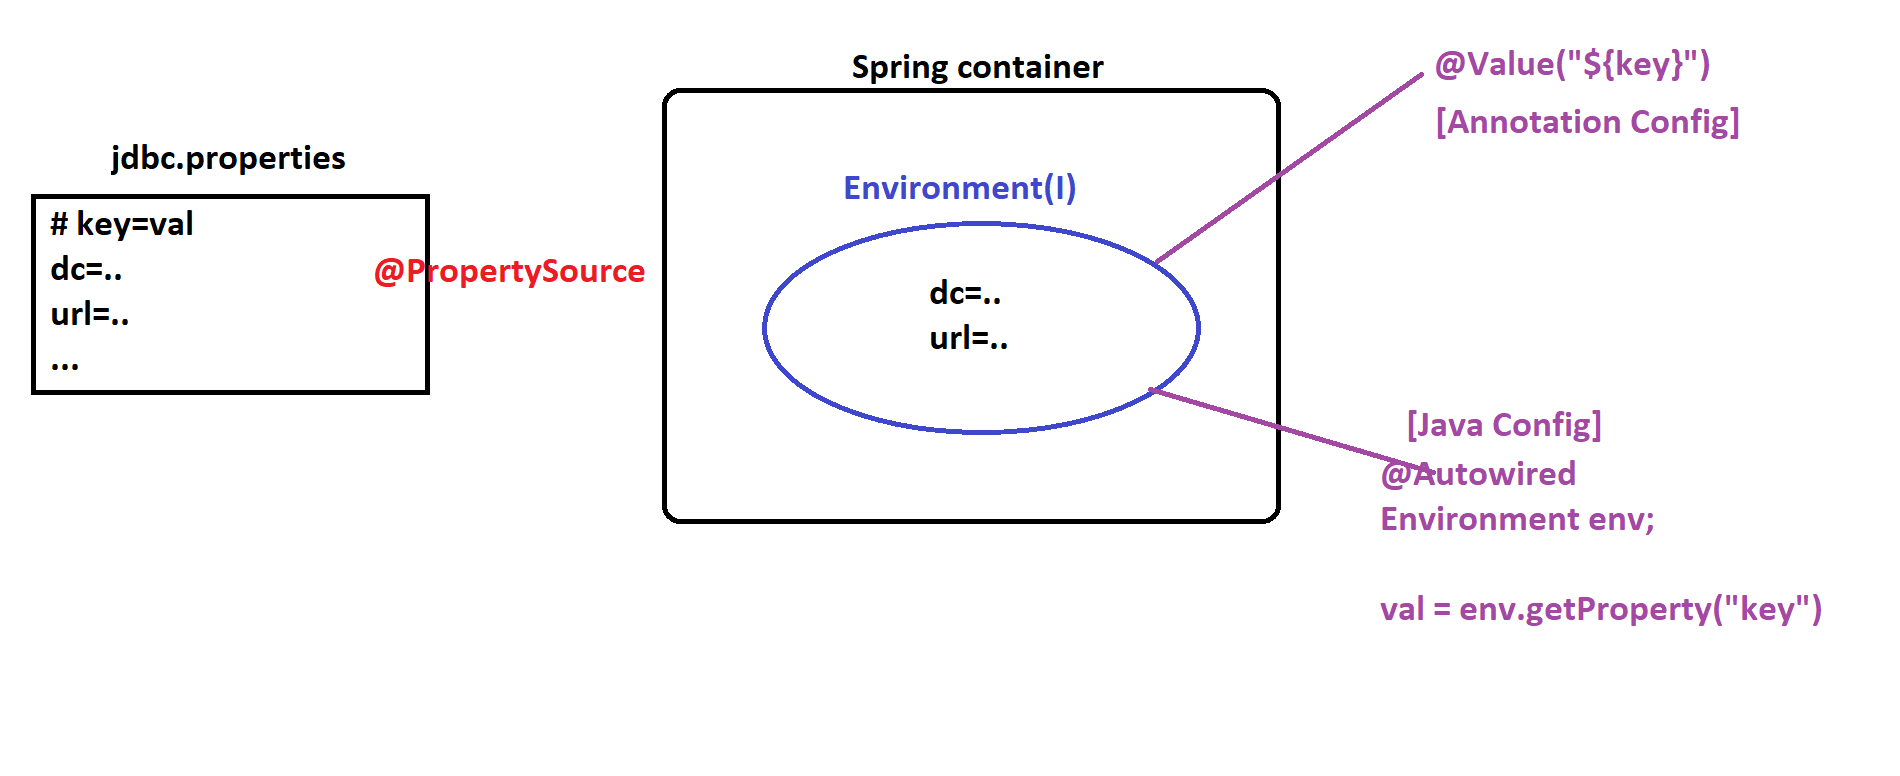 jdbc.properties
# key=val
dc=..
url=..
...
@PropertySource
Spring container
Environment(I)
dc=..
url=..
@Value("${key}")
[Annotation Config]
[Java Config]
@Autowired
Environment env;
val = env.getProperty("key")